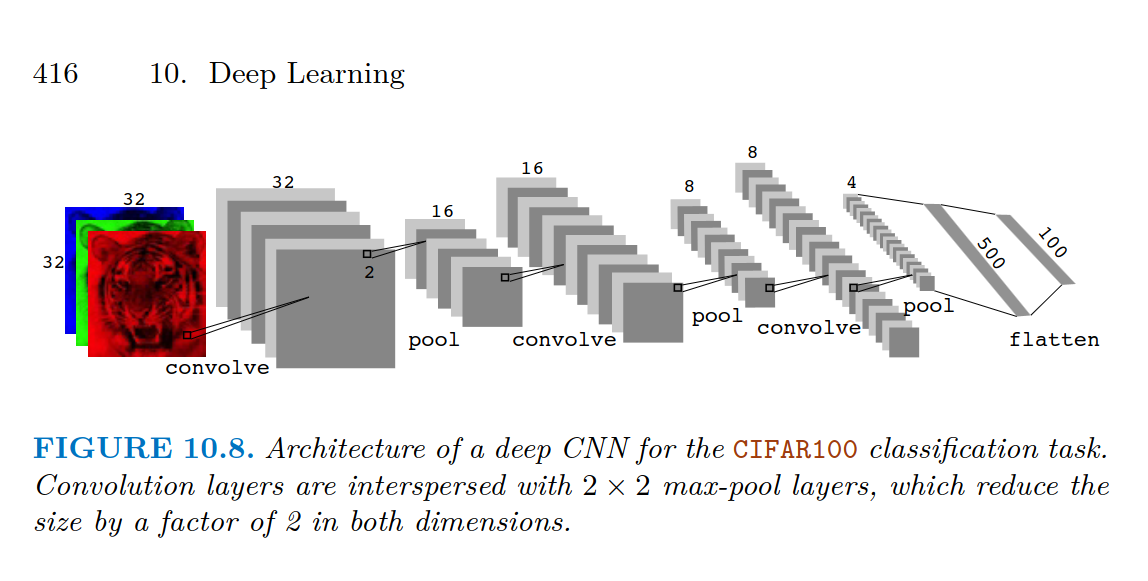 416 10. Deep Learning
32
32
convolve
32
2
16
pool
16
convolve
8
pool
8
convolve
4
pool
500
100
flatten
FIGURE 10.8. Architecture of a deep CNN for the CIFAR100 classification task.
Convolution layers are interspersed with 2 × 2 max-pool layers, which reduce the
size by a factor of 2 in both dimensions.